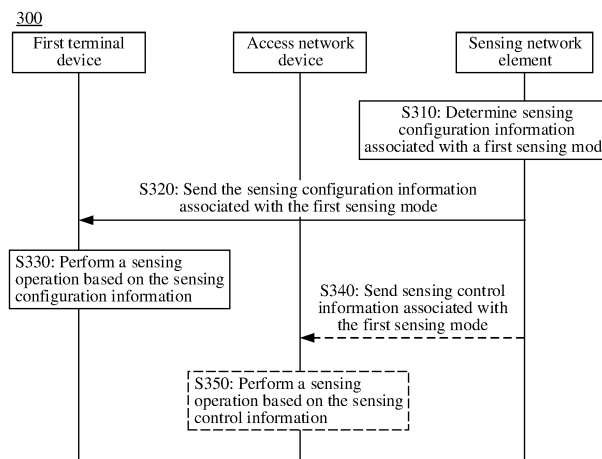 300
First terminal
device
Access network
device
Sensing network
element
S310: Determine sensing
configuration information
associated with a first sensing mod
S320: Send the sensing configuration information
associated with the first sensing mode
S330: Perform a sensing
operation based on the sensing
configuration information
S340: Send sensing control
information associated with
the first sensing mode
S350: Perform a sensing
operation based on the sensing
control information